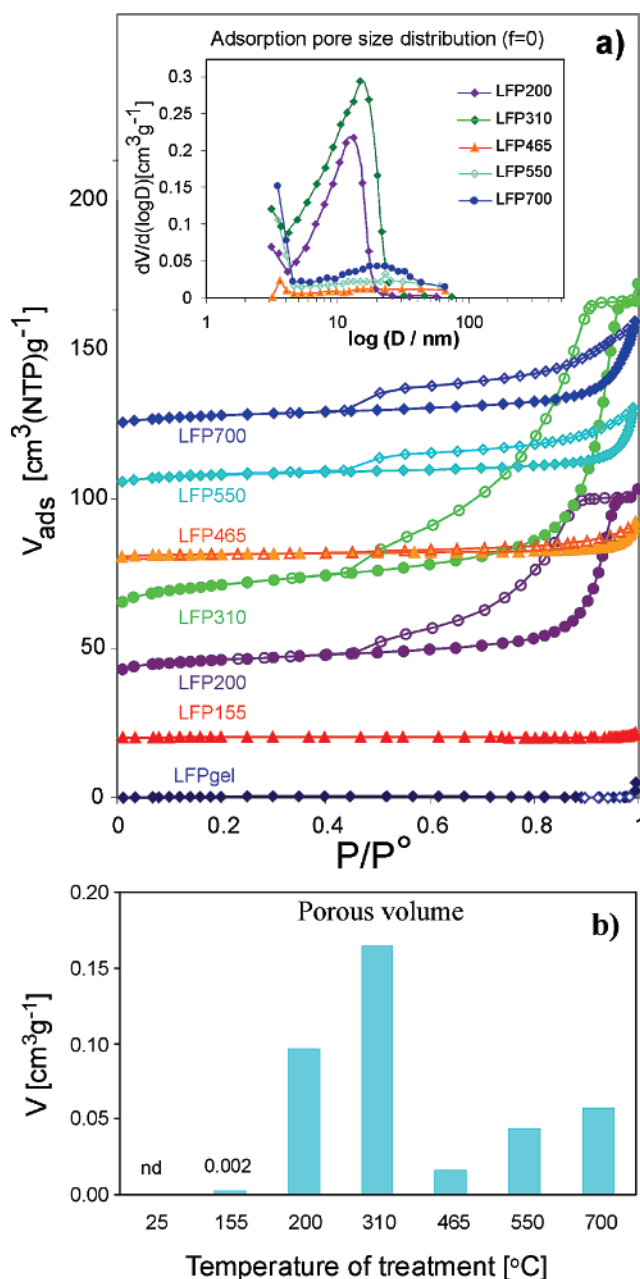 a)
Adsorption pore size distribution (f=0)
dV/d(logD)[cm³g⁻¹]
0.3
0.25
0.2
0.15
0.1
0.05
0
1
10
100
log (D / nm)
LFP200
LFP310
LFP465
LFP550
LFP700
V_ads [cm³(NTP)g⁻¹]
200
150
100
50
0
LFP700
LFP550
LFP465
LFP310
LFP200
LFP155
LFPgel
0
0.2
0.4
0.6
0.8
1
P/P°
Porous volume
b)
V [cm³g⁻¹]
0.20
0.15
0.10
0.05
0.00
nd
0.002
25
155
200
310
465
550
700
Temperature of treatment [°C]